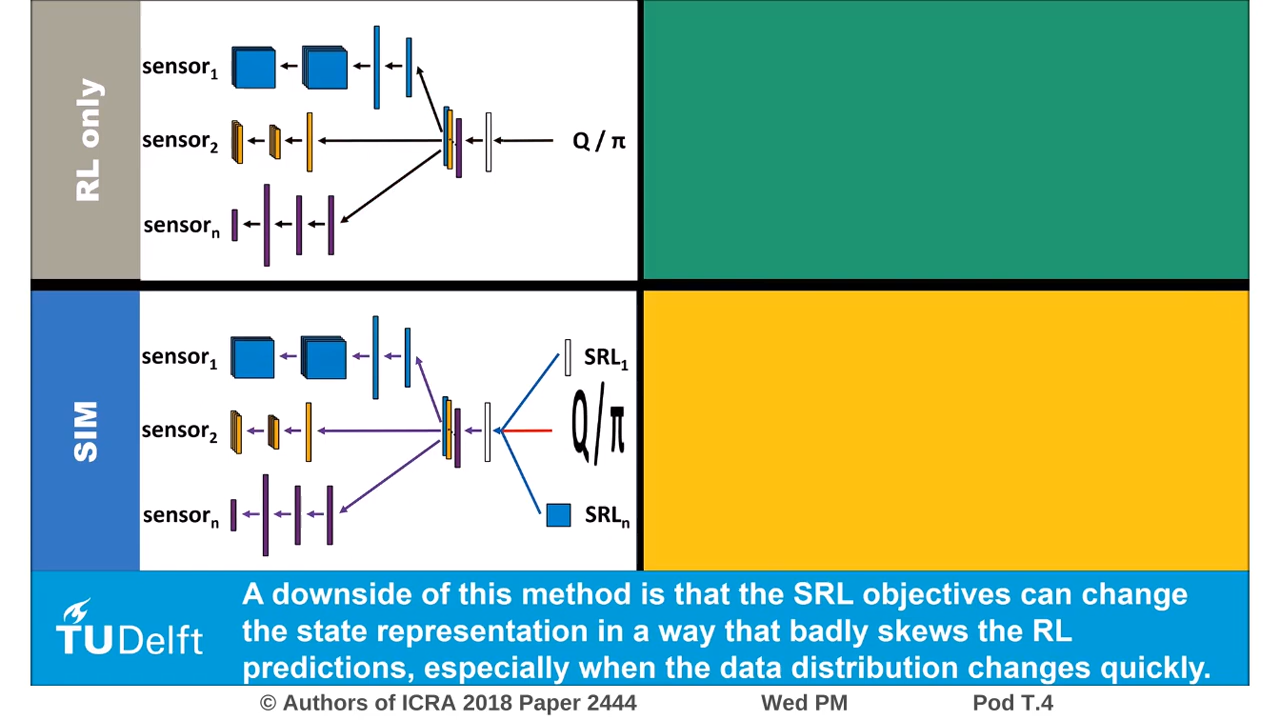 RL only
sensor1
sensor2
sensorn
Q / π
SIM
sensor1
sensor2
sensorn
SRL1
Q/π
SRLn
TUDelft
A downside of this method is that the SRL objectives can change
the state representation in a way that badly skews the RL
predictions, especially when the data distribution changes quickly.
© Authors of ICRA 2018 Paper 2444 Wed PM Pod T.4